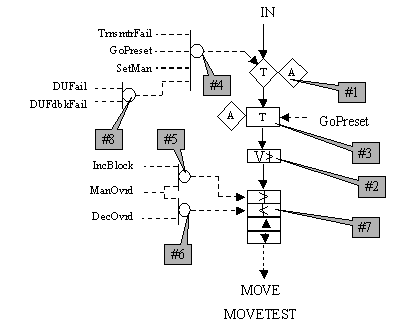 IN
TrnsmtrFail
GoPreset
SetMan
T
A
#4
#1
DUFail
DUFdbkFail
A
T
GoPreset
#8
#5
#3
IncBlock
V≯
#2
ManOvrd
≯
DecOvrd
≮
#7
#6
MOVE
MOVETEST